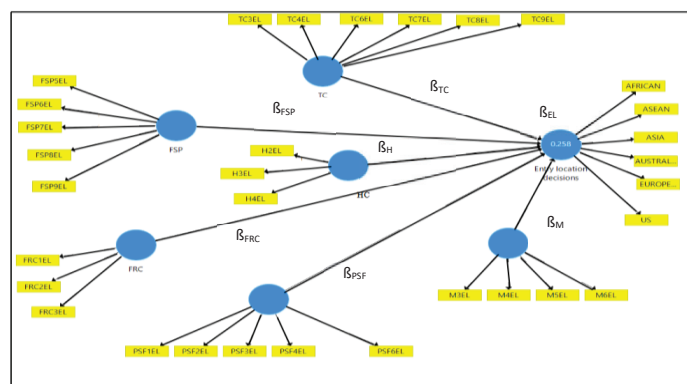 TC3EL TC4EL TC6EL TC7EL TC8EL TC9EL
TC
ßTC
FSP5EL
FSP6EL
FSP7EL
FSP8EL
FSP9EL
FSP
ßFSP
ßEL
AFRICAN
ASEAN
ASIA
AUSTRAL...
EUROPE...
US
0.258
Entry location
decisions
ßH
H2EL
H3EL
H4EL
HC
ßFRC
FRC1EL
FRC2EL
FRC3EL
FRC
ßPSF
PSF1EL PSF2EL PSF3EL PSF4EL PSF6EL
ßM
M3EL M4EL M5EL M6EL